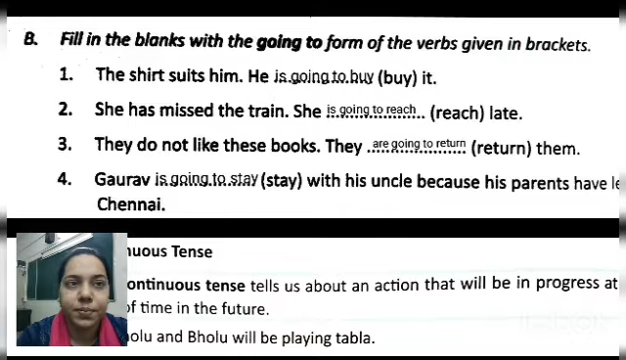 B. Fill in the blanks with the going to form of the verbs given in brackets.
1. The shirt suits him. He is going to buy (buy) it.
2. She has missed the train. She is going to reach (reach) late.
3. They do not like these books. They are going to return (return) them.
4. Gaurav is going to stay (stay) with his uncle because his parents have le
Chennai.
nuous Tense
ontinuous tense tells us about an action that will be in progress at
of time in the future.
olu and Bholu will be playing tabla.